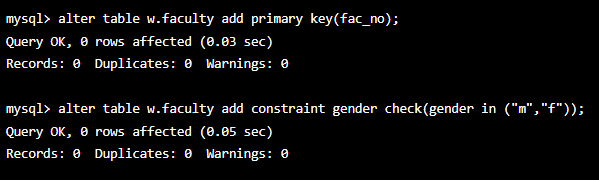 mysql> alter table w.faculty add primary key(fac_no);
Query OK, 0 rows affected (0.03 sec)
Records: 0  Duplicates: 0  Warnings: 0
mysql> alter table w.faculty add constraint gender check(gender in ("m","f"));
Query OK, 0 rows affected (0.05 sec)
Records: 0  Duplicates: 0  Warnings: 0